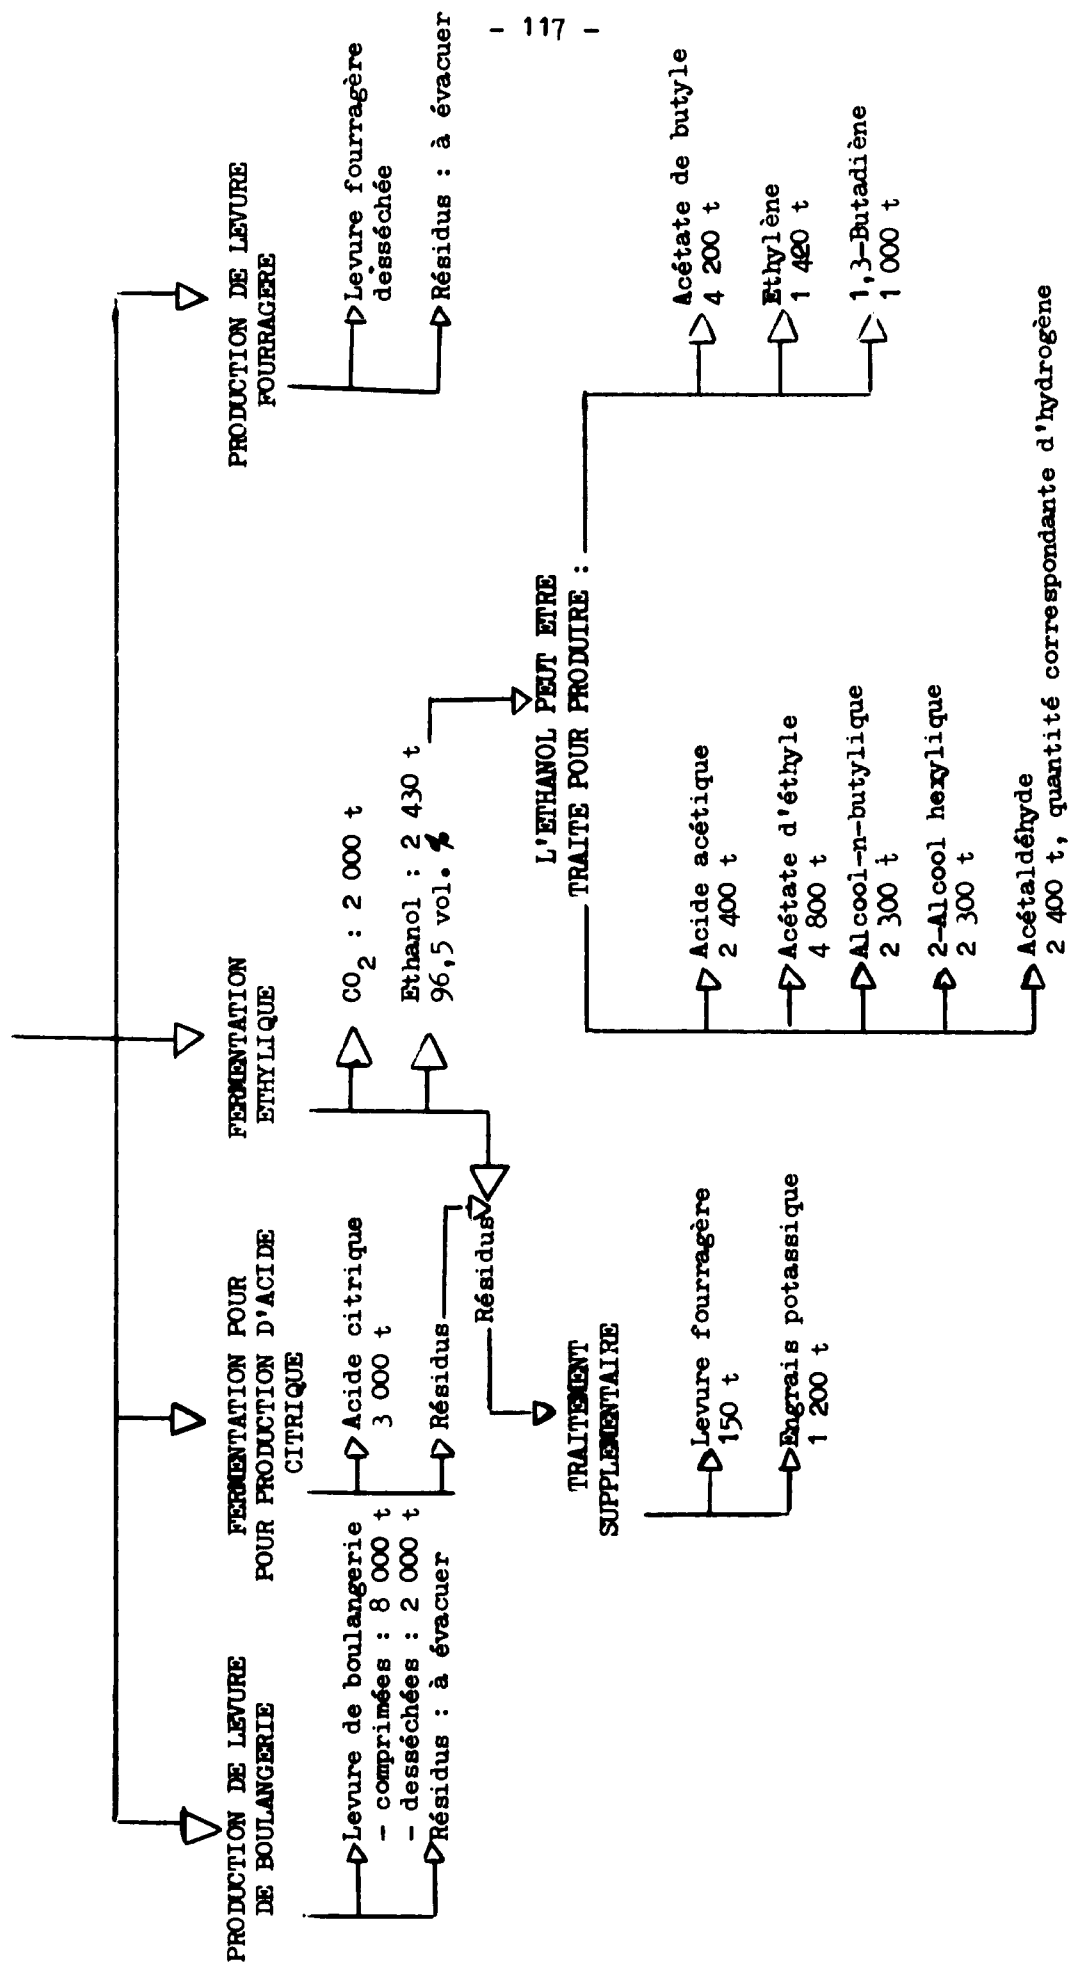 - 117 -
PRODUCTION DE LEVURE
DE BOULANGERIE
Levure de boulangerie
- comprimées : 8 000 t
- desséchées : 2 000 t
Résidus : à évacuer
FERMENTATION POUR
POUR PRODUCTION D'ACIDE
CITRIQUE
Acide citrique
3 000 t
Résidus
FERMENTATION
ETHYLIQUE
CO2 : 2 000 t
Ethanol : 2 430 t
96,5 vol. %
Résidus
PRODUCTION DE LEVURE
FOURRAGERE
Levure fourragère
desséchée
Résidus : à évacuer
TRAITEMENT
SUPPLEMENTAIRE
Levure fourragère
150 t
Engrais potassique
1 200 t
L'ETHANOL PEUT ETRE
TRAITE POUR PRODUIRE :
Acide acétique
2 400 t
Acétate d'éthyle
4 800 t
Alcool-n-butylique
2 300 t
2-Alcool hexylique
2 300 t
Acétaldéhyde
2 400 t, quantité correspondante d'hydrogène
Acétate de butyle
4 200 t
Ethylène
1 420 t
1,3-Butadiène
1 000 t